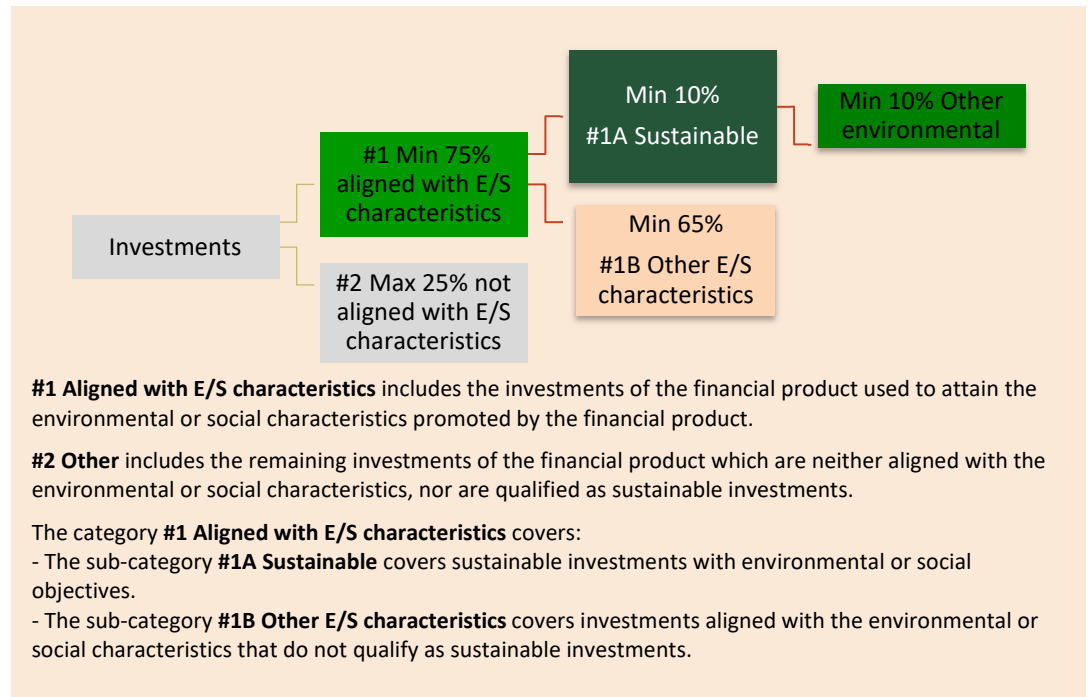 Min 10%
#1A Sustainable
Min 10% Other
environmental
#1 Min 75%
aligned with E/S
characteristics
Min 65%
#1B Other E/S
characteristics
Investments
#2 Max 25% not
aligned with E/S
characteristics
#1 Aligned with E/S characteristics includes the investments of the financial product used to attain the
environmental or social characteristics promoted by the financial product.
#2 Other includes the remaining investments of the financial product which are neither aligned with the
environmental or social characteristics, nor are qualified as sustainable investments.
The category #1 Aligned with E/S characteristics covers:
- The sub-category #1A Sustainable covers sustainable investments with environmental or social
objectives.
- The sub-category #1B Other E/S characteristics covers investments aligned with the environmental or
social characteristics that do not qualify as sustainable investments.